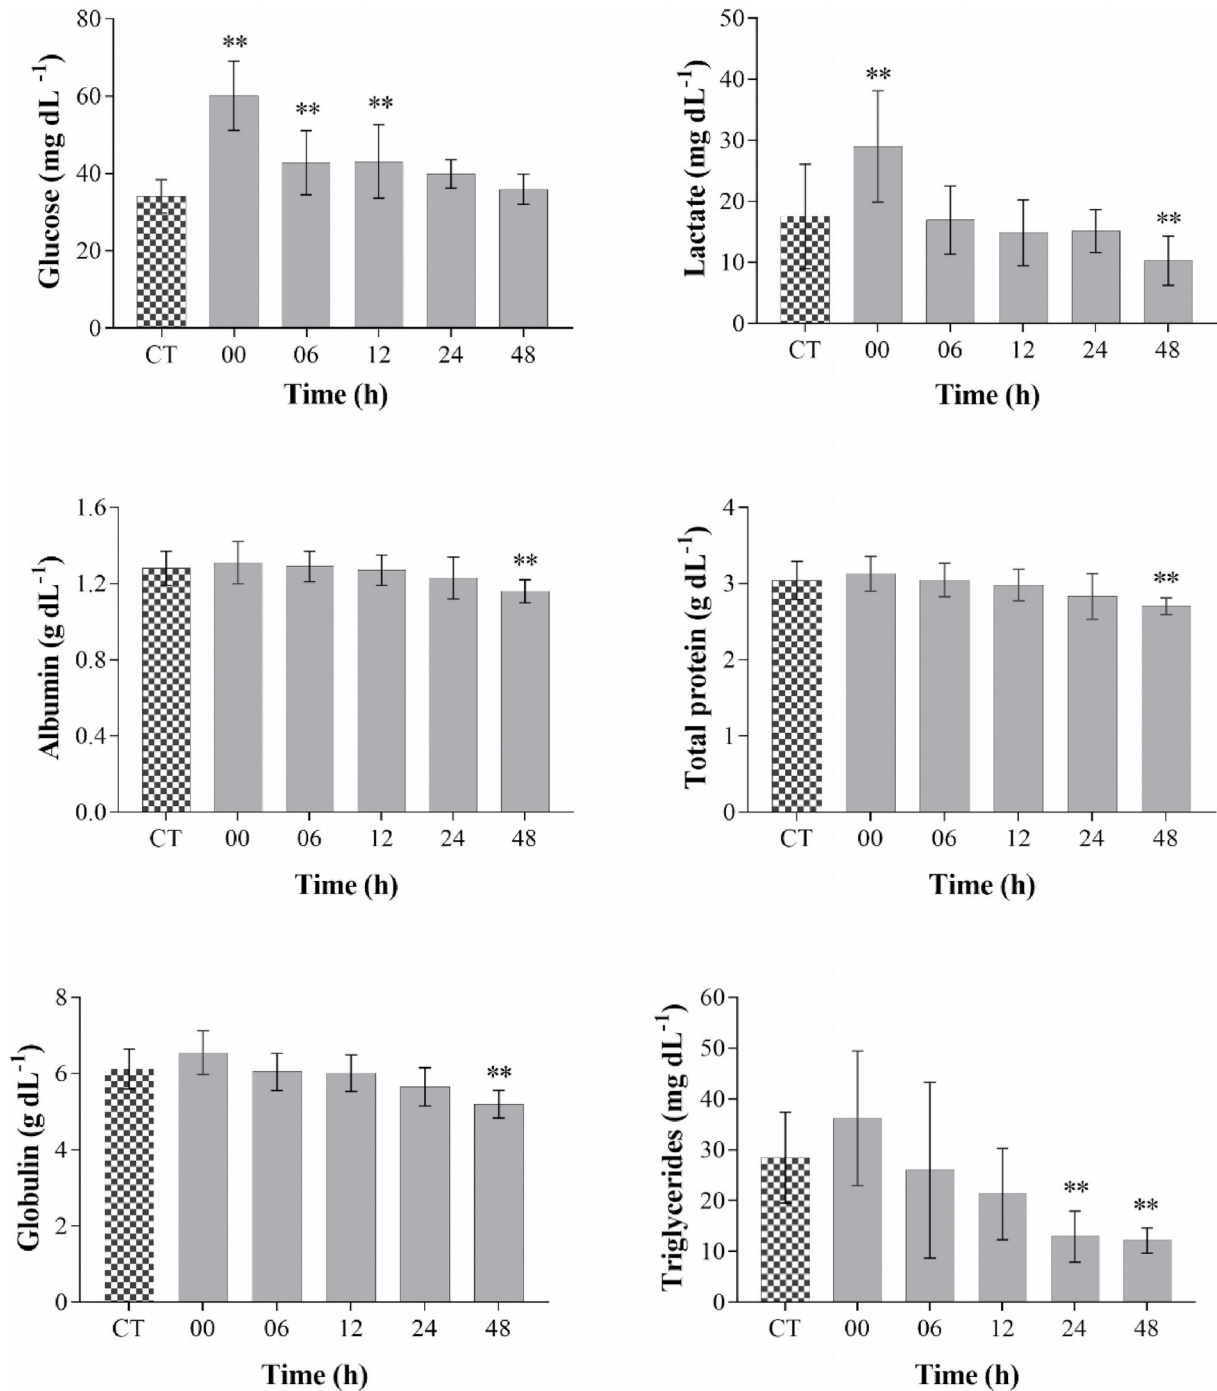 Glucose (mg dL⁻¹)
80
60
40
20
0
**
**
**
CT 00 06 12 24 48
Time (h)
Lactate (mg dL⁻¹)
50
40
30
20
10
0
**
**
CT 00 06 12 24 48
Time (h)
Albumin (g dL⁻¹)
1.6
1.2
0.8
0.4
0.0
**
CT 00 06 12 24 48
Time (h)
Total protein (g dL⁻¹)
4
3
2
1
0
**
CT 00 06 12 24 48
Time (h)
Globulin (g dL⁻¹)
8
6
4
2
0
**
CT 00 06 12 24 48
Time (h)
Triglycerides (mg dL⁻¹)
60
50
40
30
20
10
0
**
**
CT 00 06 12 24 48
Time (h)